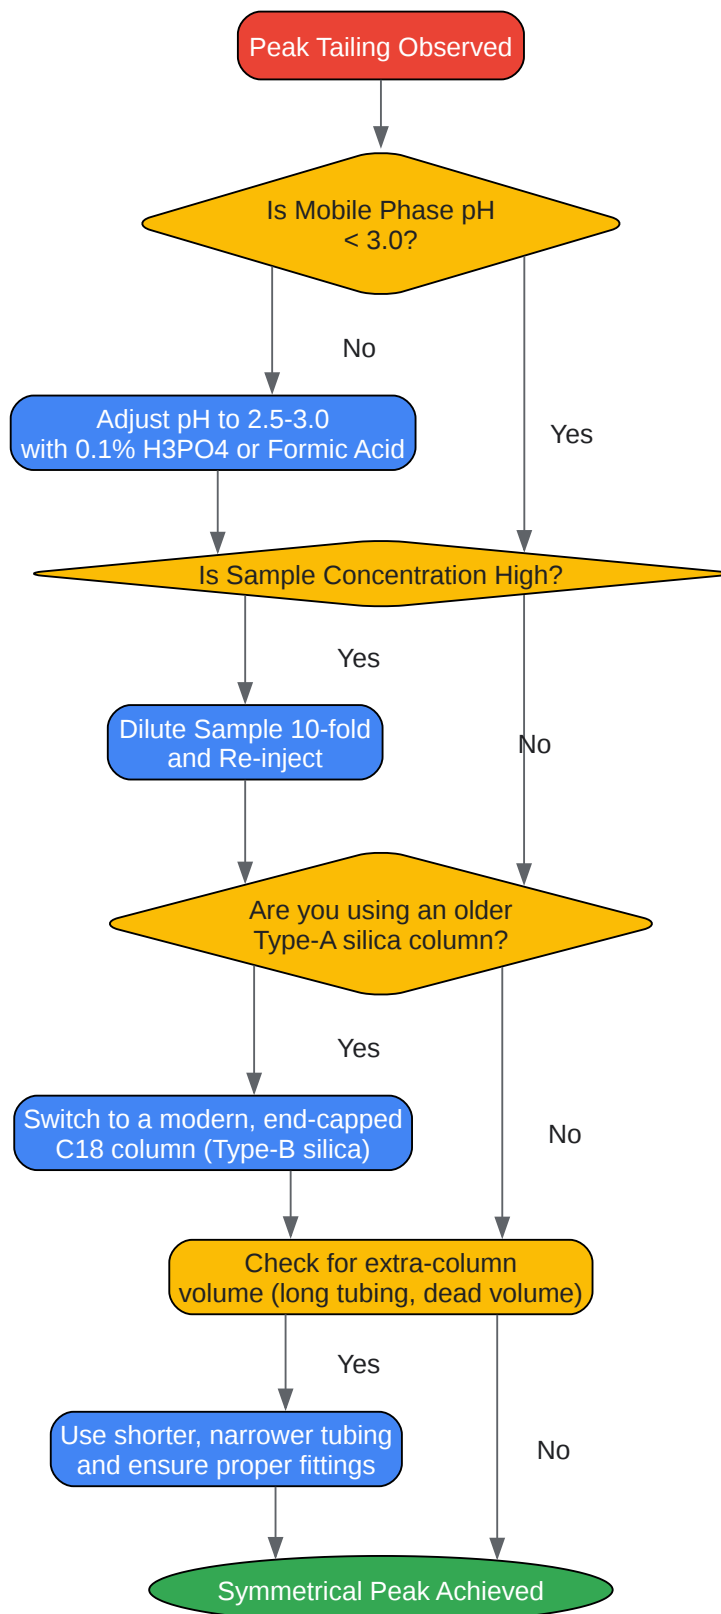 Peak Tailing Observed
Is Mobile Phase pH
< 3.0?
No
Adjust pH to 2.5-3.0
with 0.1% H3PO4 or Formic Acid
Yes
Is Sample Concentration High?
Yes
Dilute Sample 10-fold
and Re-inject
No
Are you using an older
Type-A silica column?
Yes
Switch to a modern, end-capped
C18 column (Type-B silica)
No
Check for extra-column
volume (long tubing, dead volume)
Yes
Use shorter, narrower tubing
and ensure proper fittings
No
Symmetrical Peak Achieved